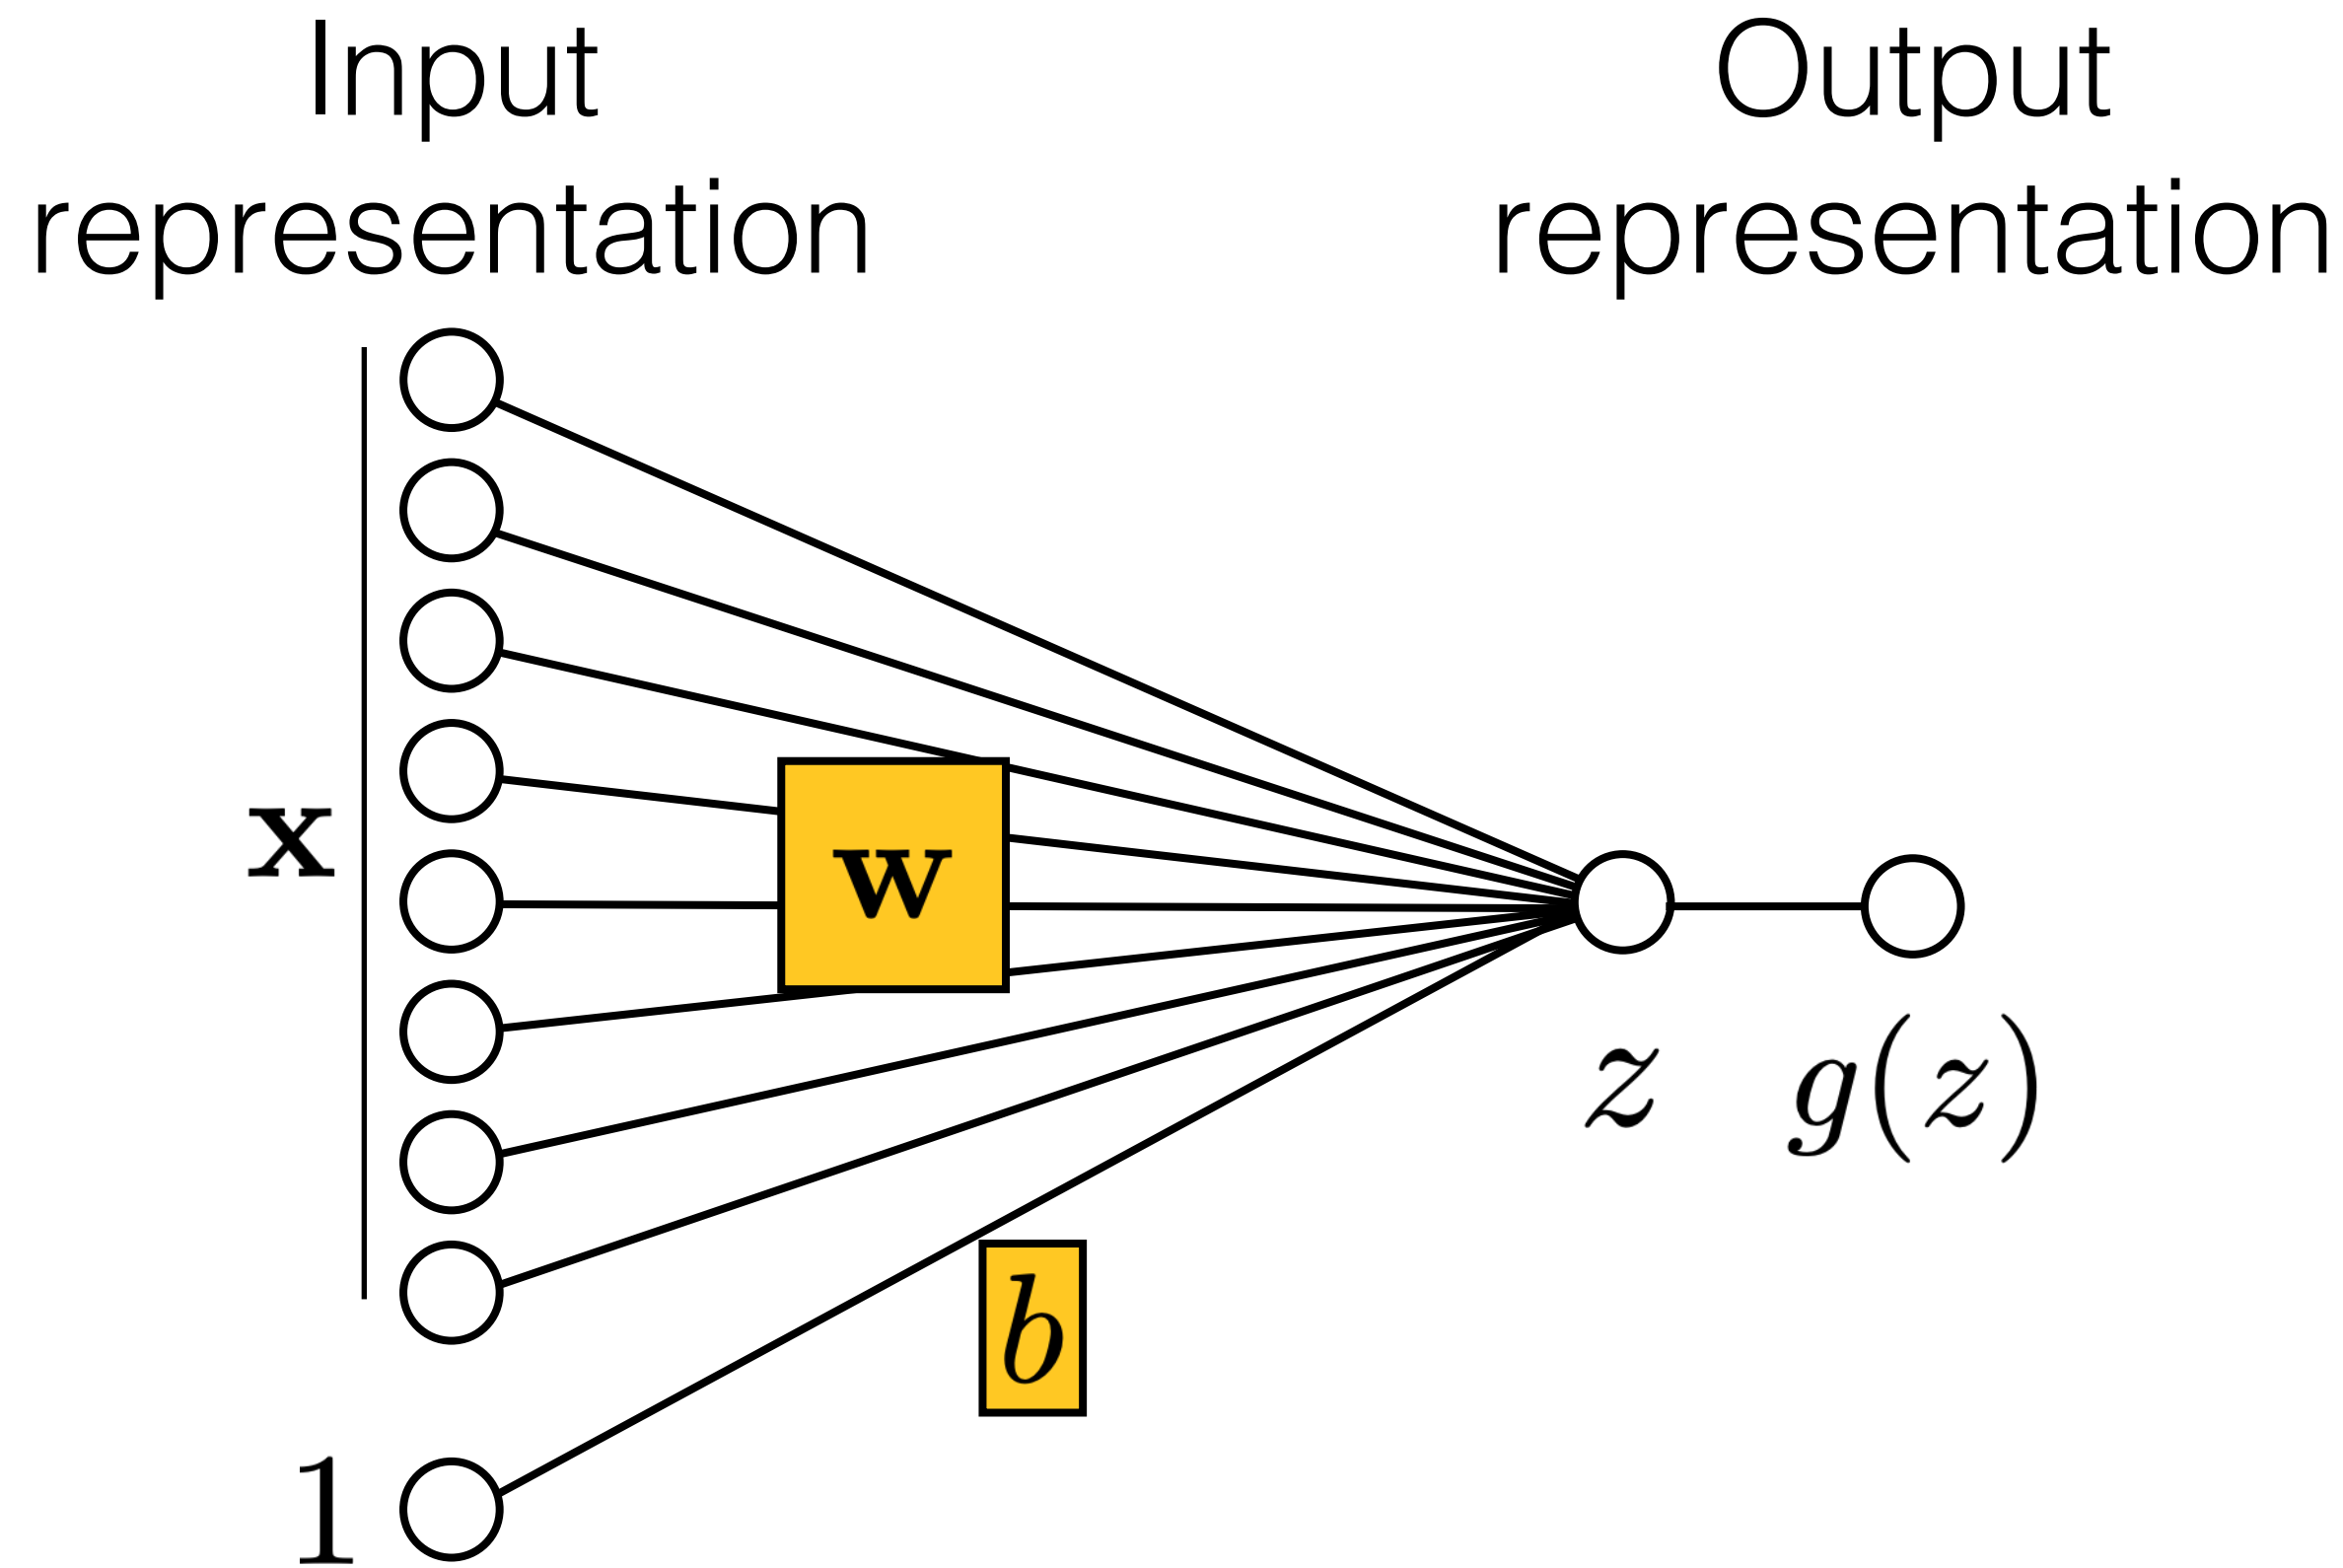 Input
representation
Output
representation
x
w
z
g(z)
b
1